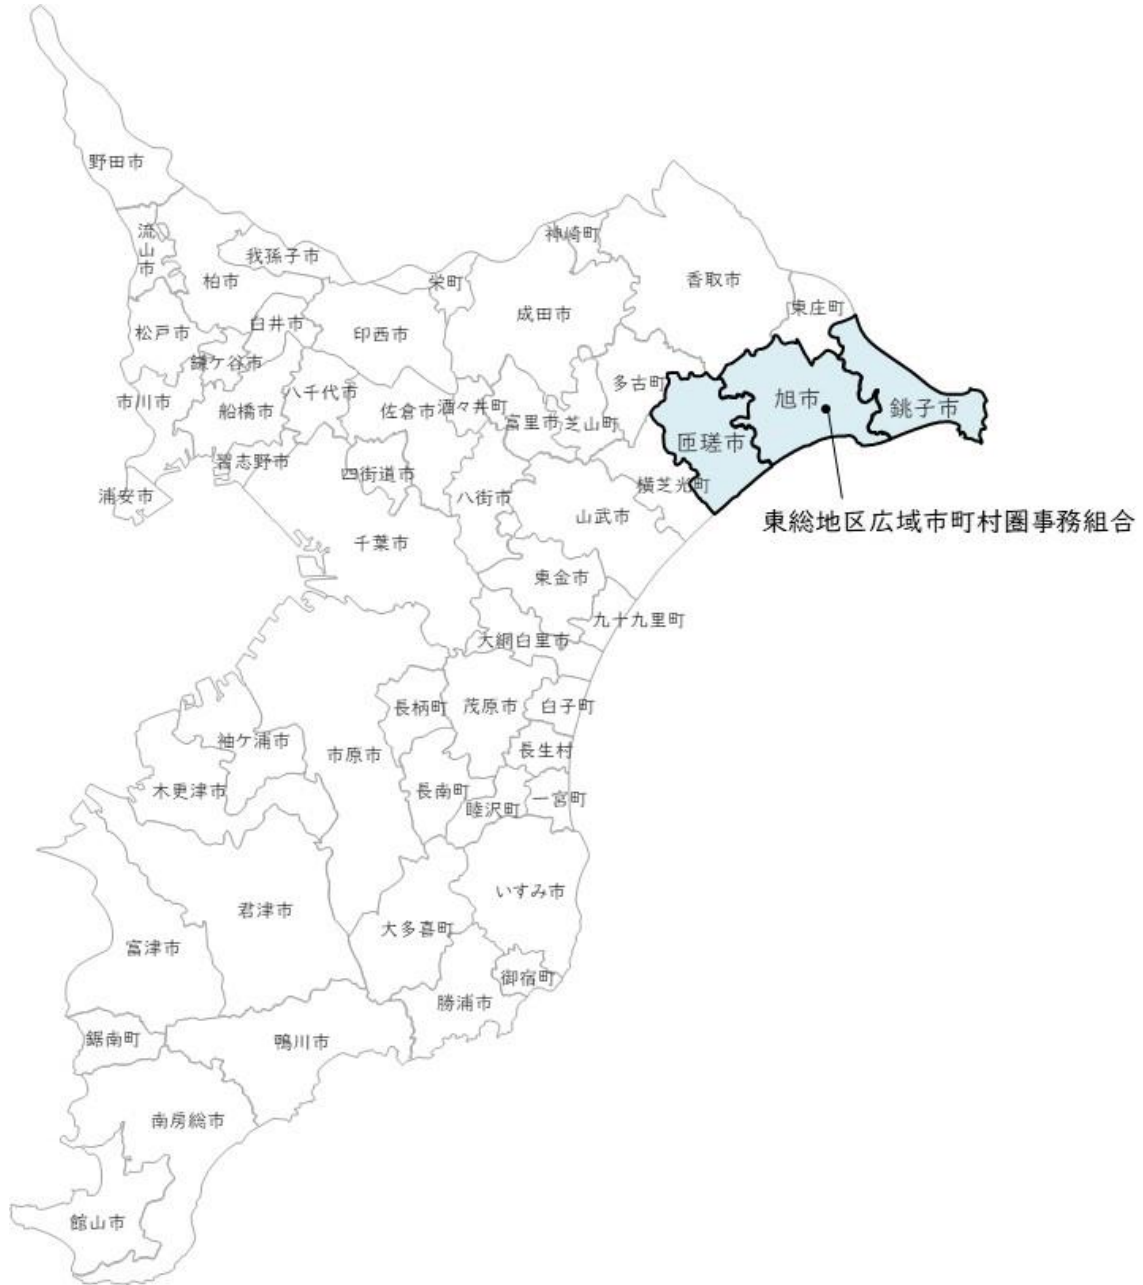 野田市
流山市
我孫子市
柏市
神崎町
香取市
栄町
成田市
東庄町
松戸市
白井市
印西市
鎌ケ谷市
八千代市
多古町
市川市
船橋市
佐倉市
酒々井町
富里市
芝山町
旭市
銚子市
匝瑳市
習志野市
四街道市
浦安市
八街市
横芝光町
山武市
東総地区広域市町村圏事務組合
千葉市
東金市
九十九里町
大網白里市
長柄町
茂原市
白子町
袖ケ浦市
市原市
長生村
木更津市
長南町
睦沢町
一宮町
いすみ市
君津市
大多喜町
富津市
御宿町
勝浦市
鋸南町
鴨川市
南房総市
館山市